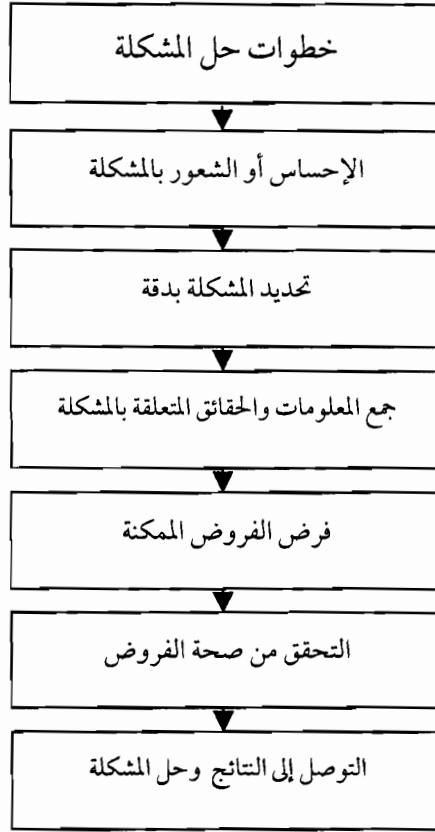 خطوات حل المشكلة
الإحساس أو الشعور بالمشكلة
تحديد المشكلة بدقة
جمع المعلومات والحقائق المتعلقة بالمشكلة
فرض الفروض الممكنة
التحقق من صحة الفروض
التوصل إلى النتائج وحل المشكلة